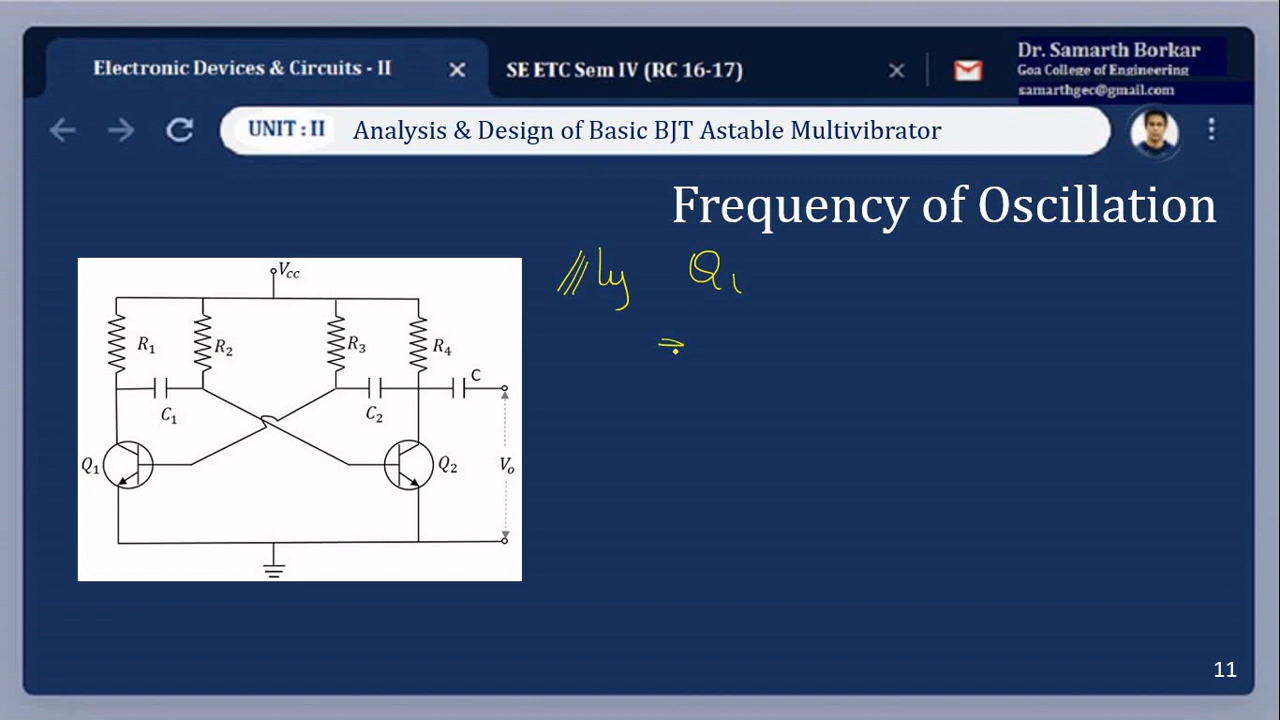 Electronic Devices & Circuits - II
SE ETC Sem IV (RC 16-17)
Dr. Samarth Borkar
Goa College of Engineering
samarthgec@gmail.com
UNIT : II
Analysis & Design of Basic BJT Astable Multivibrator
Frequency of Oscillation
///ly Q1
=
Vcc
R1
R2
R3
R4
C
C1
C2
Q1
Q2
Vo
11